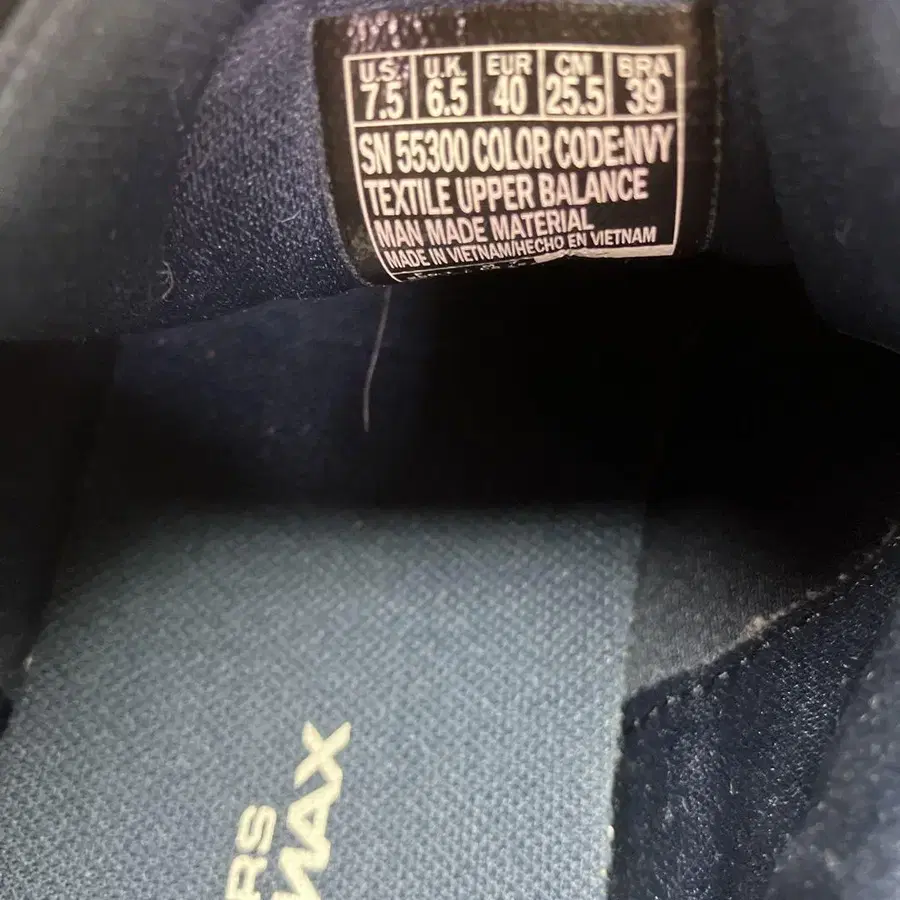 U.S. U.K. EUR CM BRA
7.5 6.5 40 25.5 39
SN 55300 COLOR CODE:NVY
TEXTILE UPPER BALANCE
MAN MADE MATERIAL
MADE IN VIETNAM/HECHO EN VIETNAM
RS
MAX